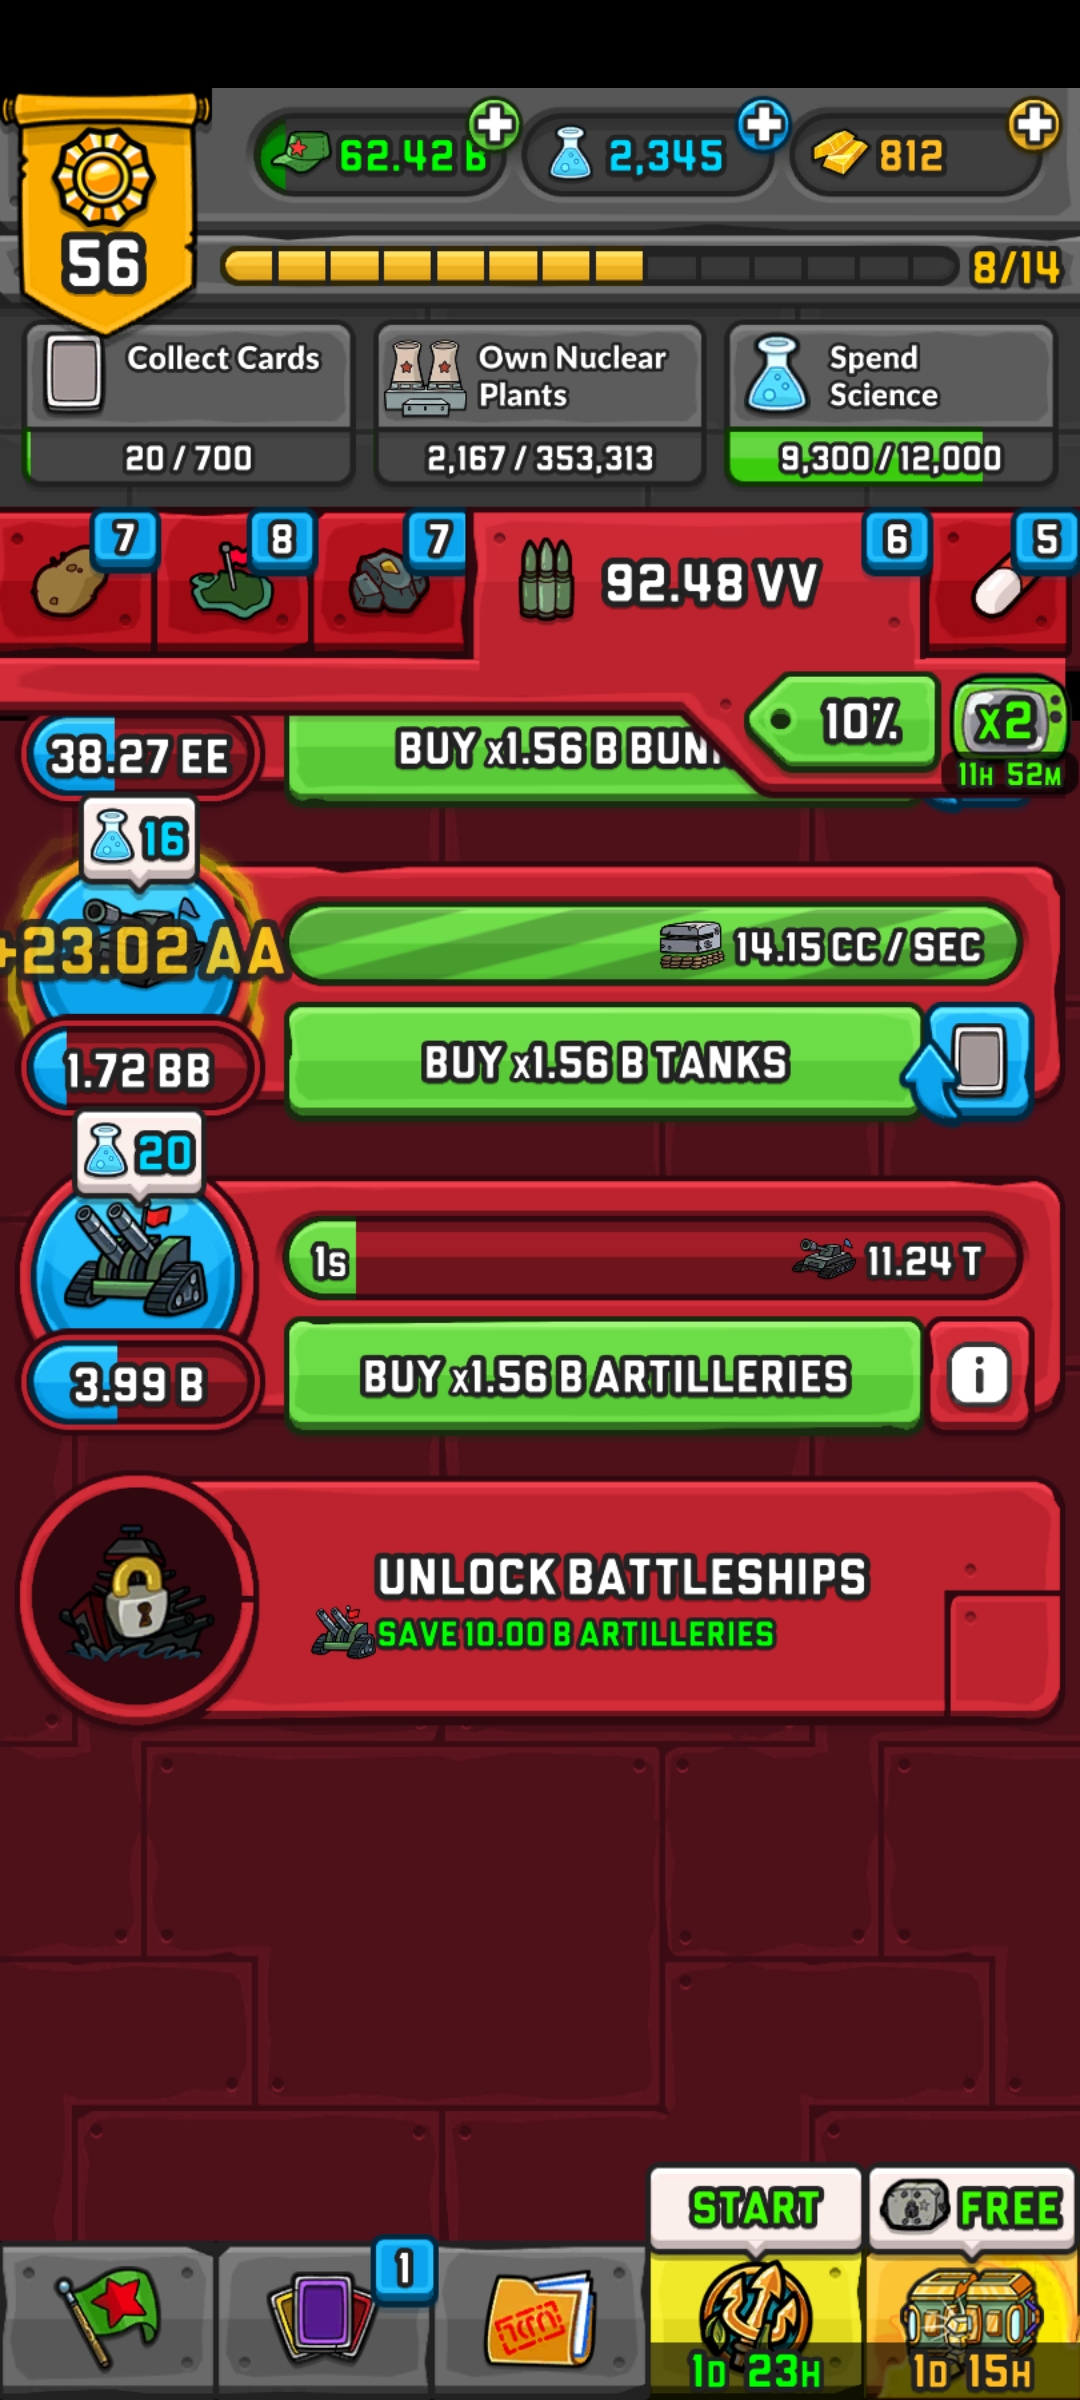 62.42 B
2,345
812
56
8/14
Collect Cards
20 / 700
Own Nuclear
Plants
2,167 / 353,313
Spend
Science
9,300 / 12,000
7
8
7
92.48 VV
6
5
10%
x2
11H 52M
38.27 EE
BUY x1.56 B
16
+23.02 AA
14.15 CC / SEC
1.72 BB
BUY x1.56 B TANKS
20
1s
11.24 T
3.99 B
BUY x1.56 B ARTILLERIES
i
UNLOCK BATTLESHIPS
SAVE 10.00 B ARTILLERIES
START
FREE
1
1D 23H
1D 15H